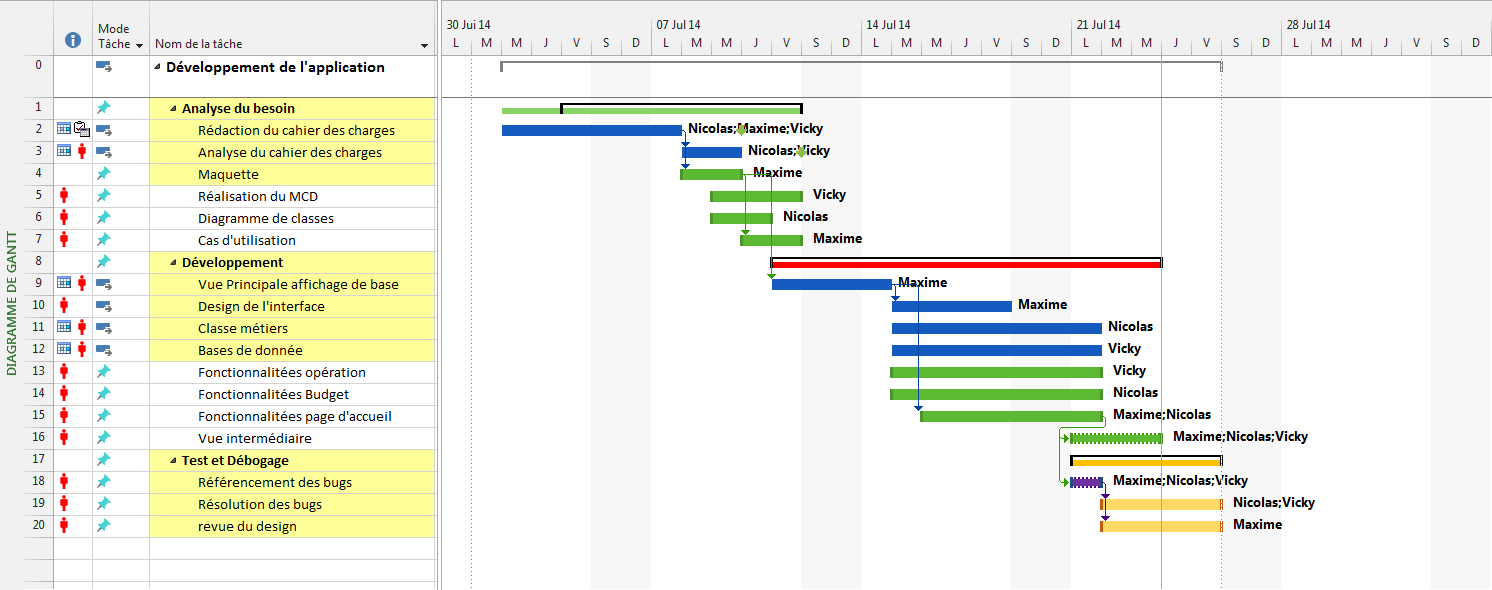 DIAGRAMME DE GANTT
Mode Tâche
Nom de la tâche
30 Jui 14 07 Jul 14 14 Jul 14 21 Jul 14 28 Jul 14
L M M J V S D L M M J V S D L M M J V S D L M M J V S D L M M J V S D
0 Développement de l'application
1 Analyse du besoin
2 Rédaction du cahier des charges Nicolas;Maxime;Vicky
3 Analyse du cahier des charges Nicolas;Vicky
4 Maquette Maxime
5 Réalisation du MCD Vicky
6 Diagramme de classes Nicolas
7 Cas d'utilisation Maxime
8 Développement
9 Vue Principale affichage de base Maxime
10 Design de l'interface Maxime
11 Classe métiers Nicolas
12 Bases de donnée Vicky
13 Fonctionnalitées opération Vicky
14 Fonctionnalitées Budget Nicolas
15 Fonctionnalitées page d'accueil Maxime;Nicolas
16 Vue intermédiaire Maxime;Nicolas;Vicky
17 Test et Débogage
18 Référencement des bugs Maxime;Nicolas;Vicky
19 Résolution des bugs Nicolas;Vicky
20 revue du design Maxime